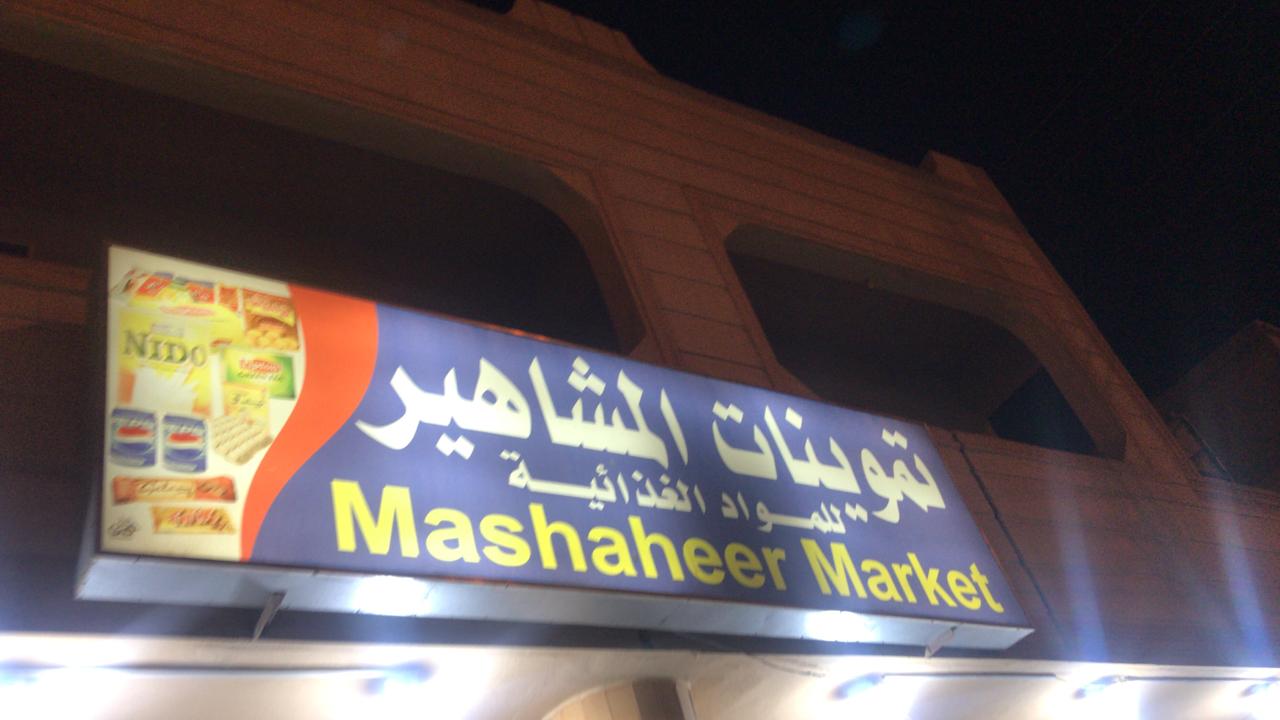 تموينات المشاهير
للمواد الغذائية
Mashaheer Market
NIDO